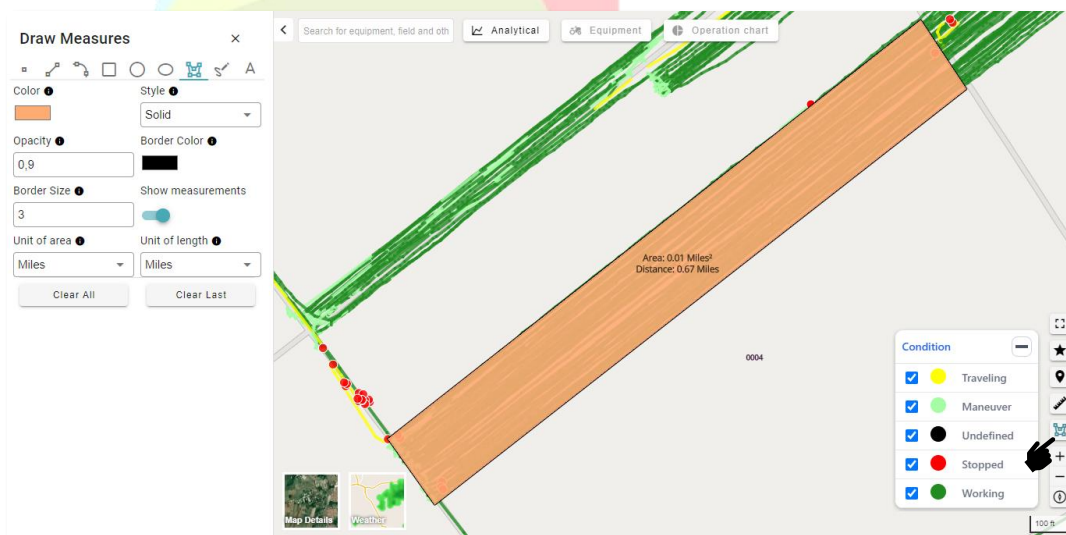 Draw Measures
A
Color
Style
Solid
Opacity
Border Color
0,9
Border Size
Show measurements
3
Unit of area
Unit of length
Miles
Miles
Clear All
Clear Last
Search for equipment, field and oth
Analytical
Equipment
Operation chart
Area: 0.01 Miles²
Distance: 0.67 Miles
0004
Condition
Traveling
Maneuver
Undefined
Stopped
Working
Map Details
Weather
100 ft